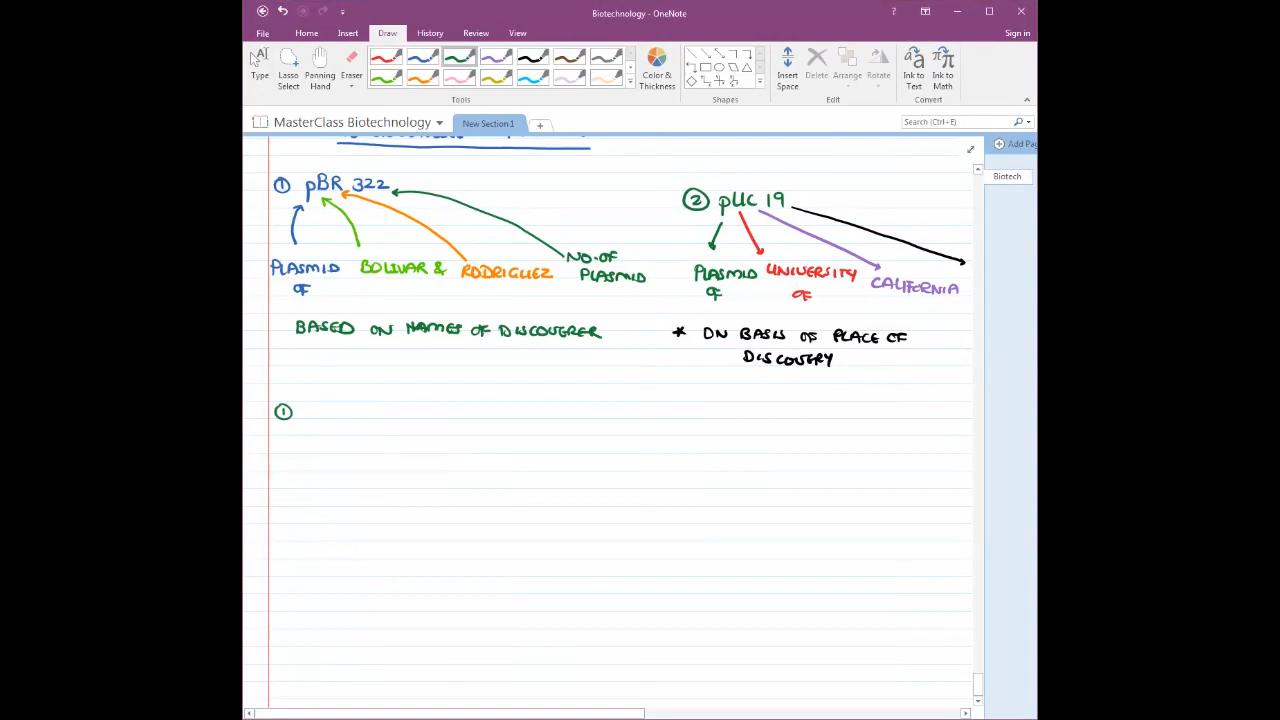 Biotechnology - OneNote
File Home Insert Draw History Review View Sign in
Type Lasso Select Panning Hand Eraser Color & Thickness Insert Space Delete Arrange Rotate Ink to Text Ink to Math
Tools Shapes Edit Convert
MasterClass Biotechnology New Section 1 Search (Ctrl+E)
Add Pag
Biotech
① pBR 322
PLASMID OF
BOLIVAR &
RODRIGUEZ
NO. OF
PLASMID
BASED ON NAMES OF DISCOVERER
② pUC 19
PLASMID OF
UNIVERSITY OF
CALIFORNIA
* ON BASIS OF PLACE OF
DISCOVERY
①